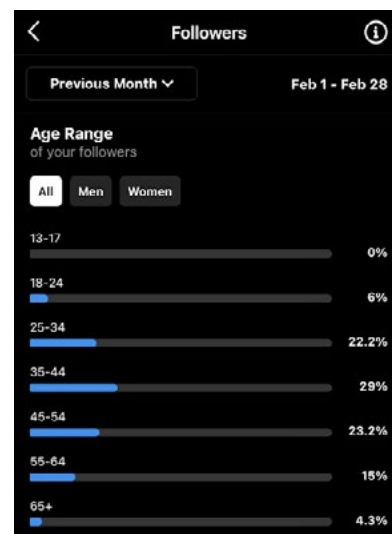 Followers
Previous Month
Feb 1 - Feb 28
Age Range
of your followers
All Men Women
13-17
0%
18-24
6%
25-34
22.2%
35-44
29%
45-54
23.2%
55-64
15%
65+
4.3%